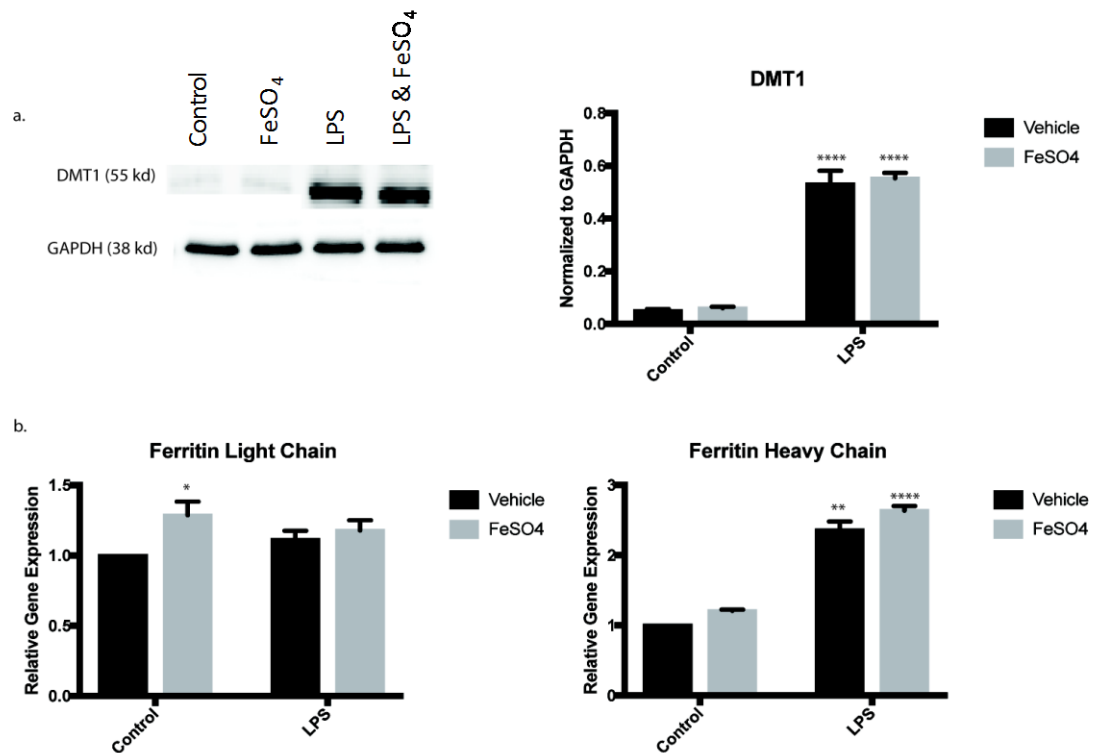 a.
Control
FeSO4
LPS
LPS & FeSO4
DMT1 (55 kd)
GAPDH (38 kd)
DMT1
Normalized to GAPDH
0.8
0.6
0.4
0.2
0.0
****
****
Control
LPS
Vehicle
FeSO4
b.
Ferritin Light Chain
Relative Gene Expression
1.5
1.0
0.5
0.0
*
Control
LPS
Vehicle
FeSO4
Ferritin Heavy Chain
Relative Gene Expression
3
2
1
0
**
****
Control
LPS
Vehicle
FeSO4